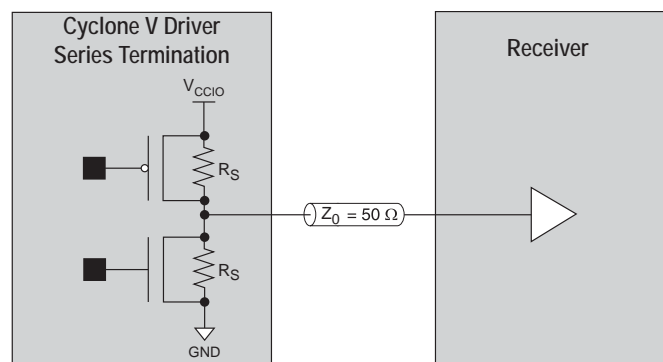 Cyclone V Driver
Series Termination
Receiver
VCCIO
RS
Z0 = 50 Ω
RS
GND